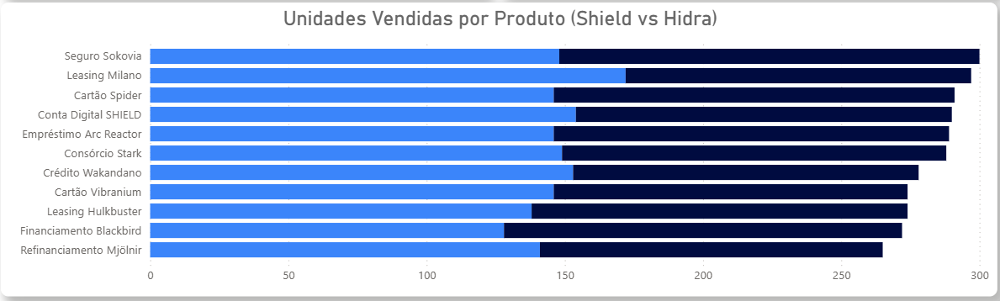 Unidades Vendidas por Produto (Shield vs Hidra)
Seguro Sokovia
Leasing Milano
Cartão Spider
Conta Digital SHIELD
Empréstimo Arc Reactor
Consórcio Stark
Crédito Wakandano
Cartão Vibranium
Leasing Hulkbuster
Financiamento Blackbird
Refinanciamento Mjölnir
0 50 100 150 200 250 300